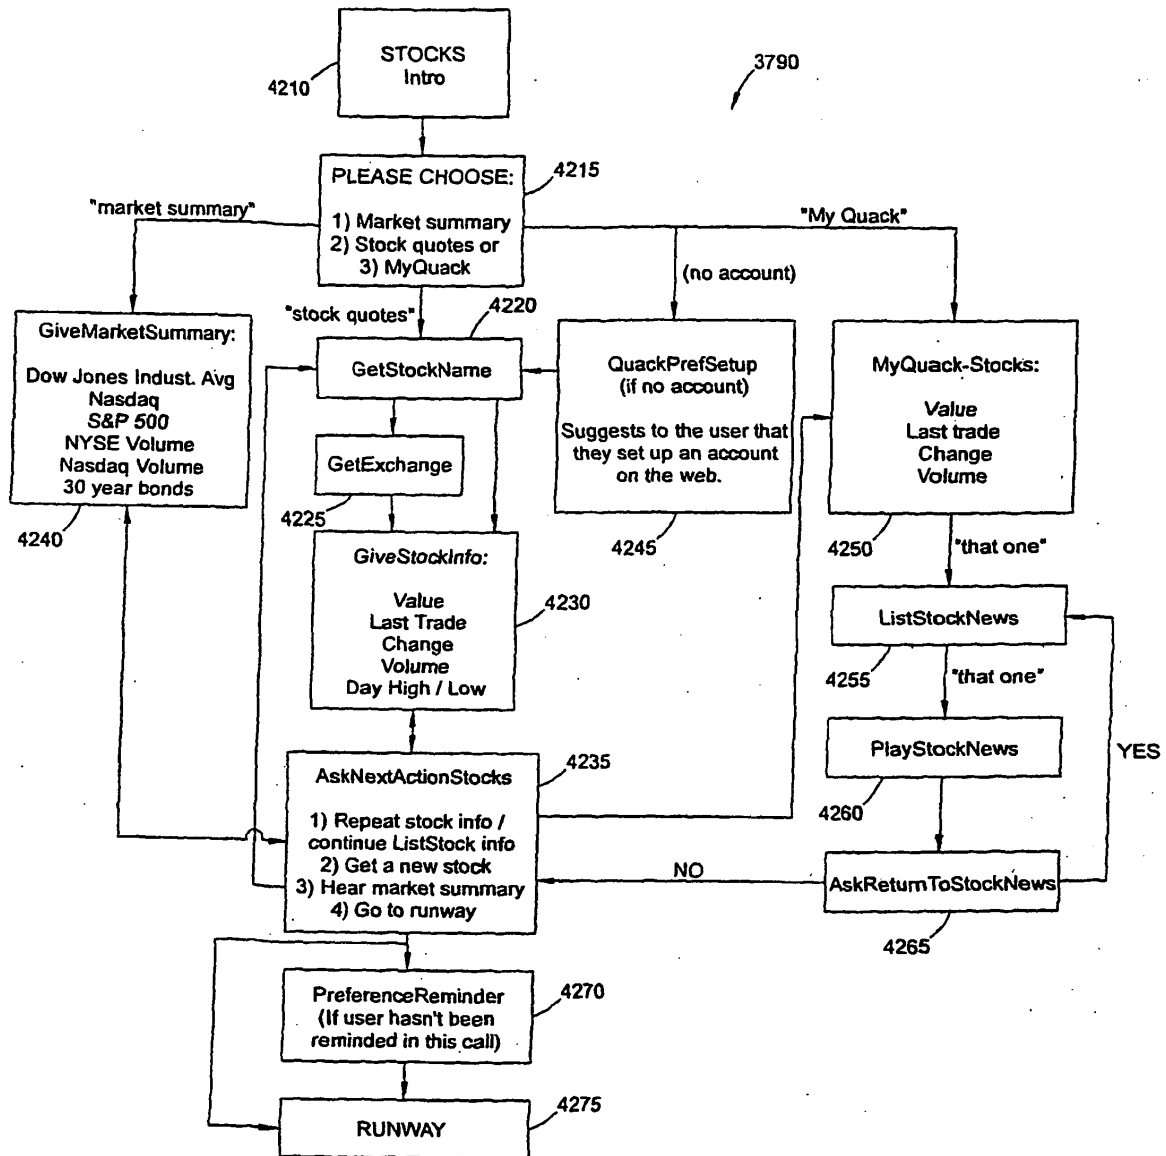 STOCKS
Intro
4210
3790
PLEASE CHOOSE:
1) Market summary
2) Stock quotes or
3) MyQuack
4215
"market summary"
"My Quack"
(no account)
"stock quotes"
4220
GiveMarketSummary:
Dow Jones Indust. Avg
Nasdaq
S&P 500
NYSE Volume
Nasdaq Volume
30 year bonds
4240
GetStockName
GetExchange
4225
QuackPrefSetup
(if no account)
Suggests to the user that
they set up an account
on the web.
4245
MyQuack-Stocks:
Value
Last trade
Change
Volume
4250
"that one"
GiveStockInfo:
Value
Last Trade
Change
Volume
Day High / Low
4230
ListStockNews
4255
"that one"
PlayStockNews
4260
YES
AskNextActionStocks
1) Repeat stock info /
continue ListStock info
2) Get a new stock
3) Hear market summary
4) Go to runway
4235
NO
AskReturnToStockNews
4265
PreferenceReminder
(If user hasn't been
reminded in this call)
4270
RUNWAY
4275